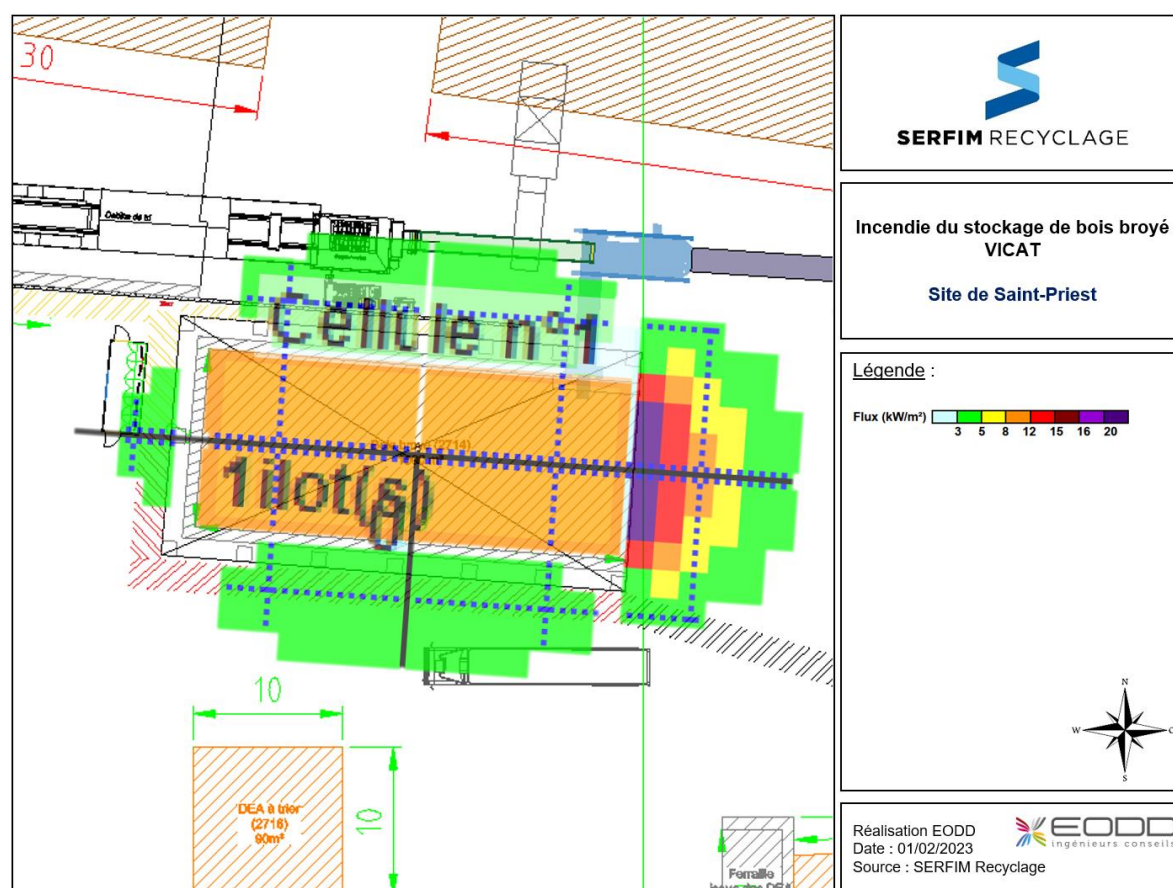 30
Cellule n°1
1 ilot(s)
10
10
DEA à trier
(2716)
90m²
Ferraille
SERFIM RECYCLAGE
Incendie du stockage de bois broyé
VICAT
Site de Saint-Priest
Légende :
Flux (kW/m²)
3 5 8 12 15 16 20
N
W
S
Réalisation EODD
Date : 01/02/2023
Source : SERFIM Recyclage
EODD
ingénieurs conseils